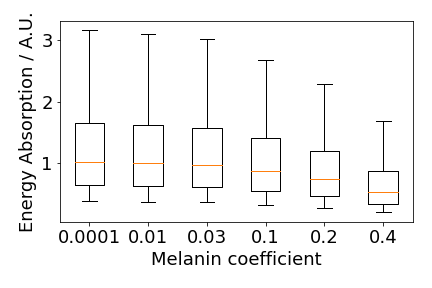 Energy Absorption / A.U.
3
2
1
0.0001 0.01 0.03 0.1 0.2 0.4
Melanin coefficient